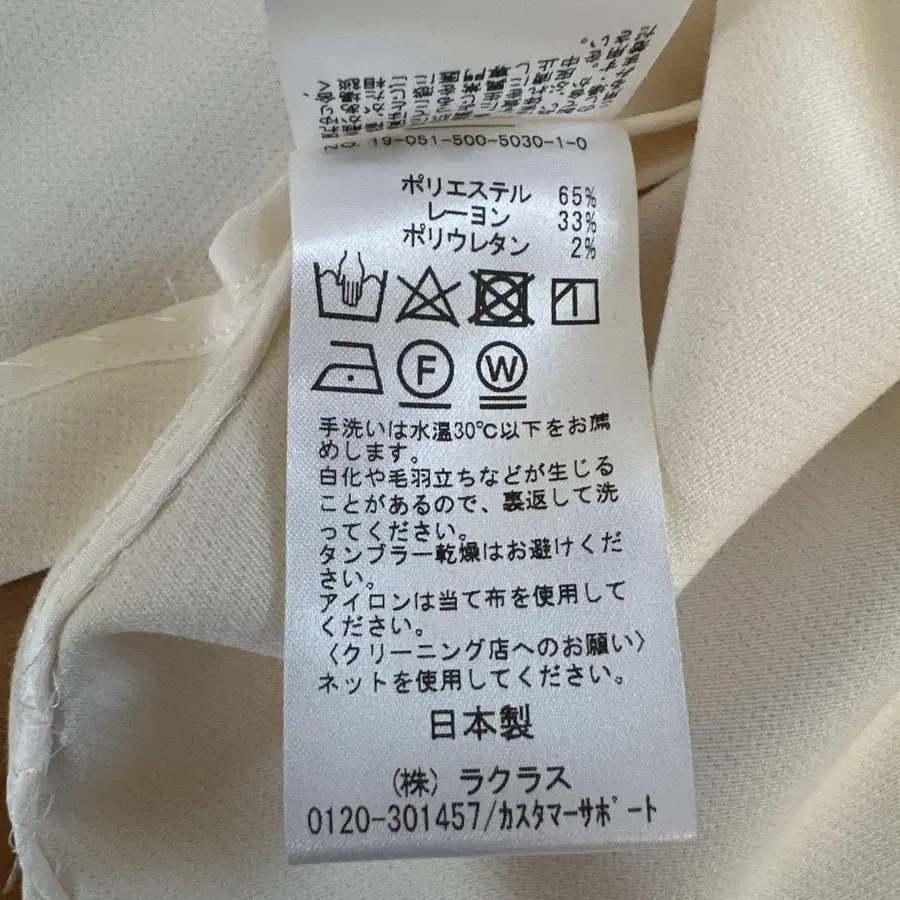 19-051-500-5030-1-0
ポリエステル 65%
レーヨン 33%
ポリウレタン 2%
F W
手洗いは水温30℃以下をお薦
めします。
白化や毛羽立ちなどが生じる
ことがあるので、裏返して洗
ってください。
タンブラー乾燥はお避けくだ
さい。
アイロンは当て布を使用して
ください。
〈クリーニング店へのお願い〉
ネットを使用してください。
日本製
(株) ラクラス
0120-301457/カスタマーサポート